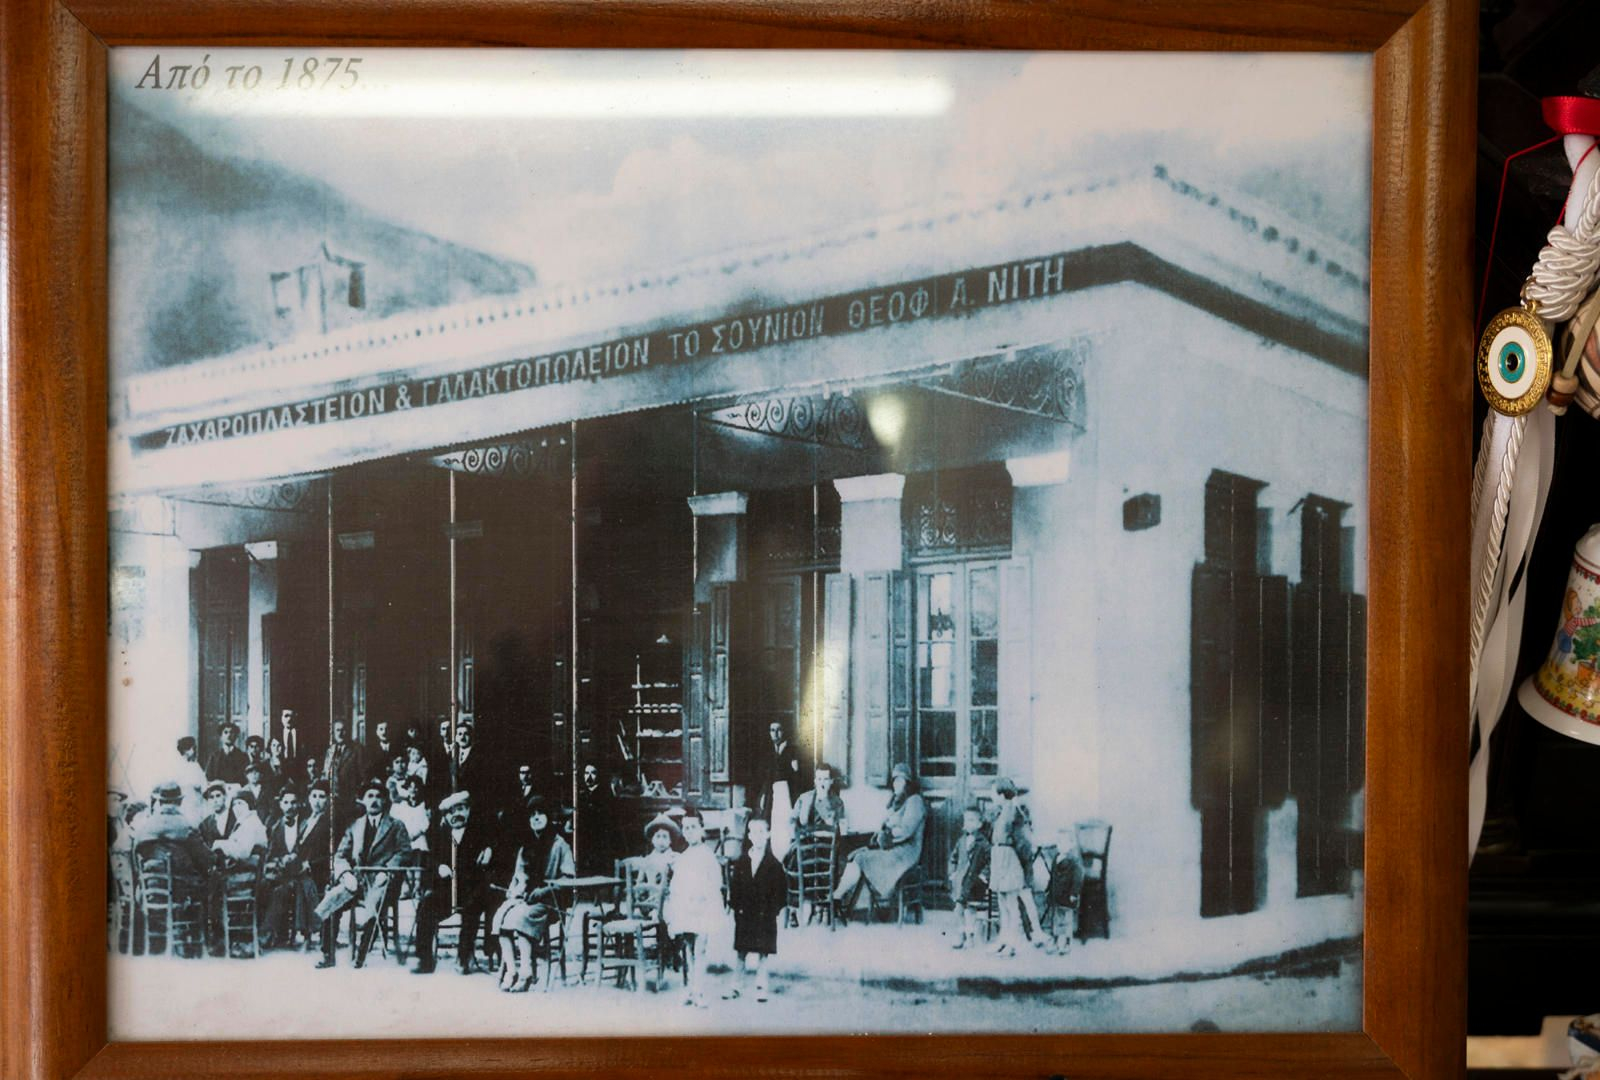 Από το 1875...
ΖΑΧΑΡΟΠΛΑΣΤΕΙΟΝ & ΓΑΛΑΚΤΟΠΩΛΕΙΟΝ ΤΟ ΣΟΥΝΙΟΝ ΘΕΟΦ. Α. ΝΙΤΗ